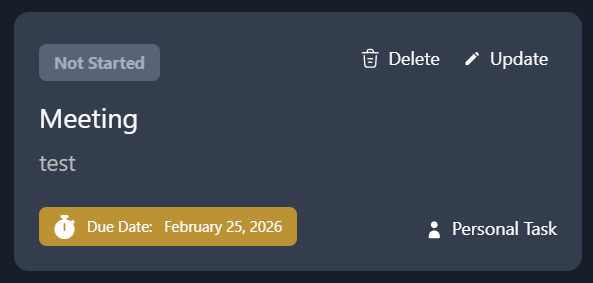 Not Started
Delete
Update
Meeting
test
Due Date: February 25, 2026
Personal Task